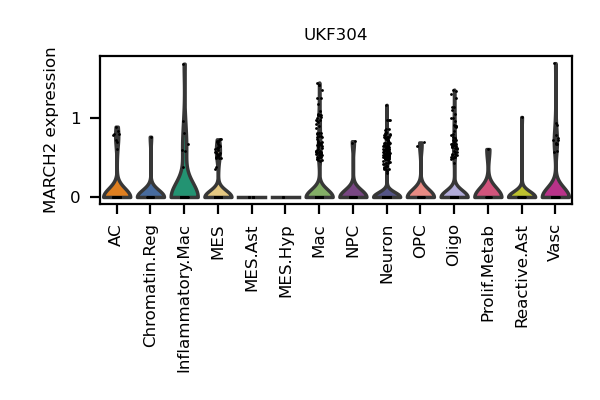 UKF304
MARCH2 expression
1
0
AC
Chromatin.Reg
Inflammatory.Mac
MES
MES.Ast
MES.Hyp
Mac
NPC
Neuron
OPC
Oligo
Prolif.Metab
Reactive.Ast
Vasc